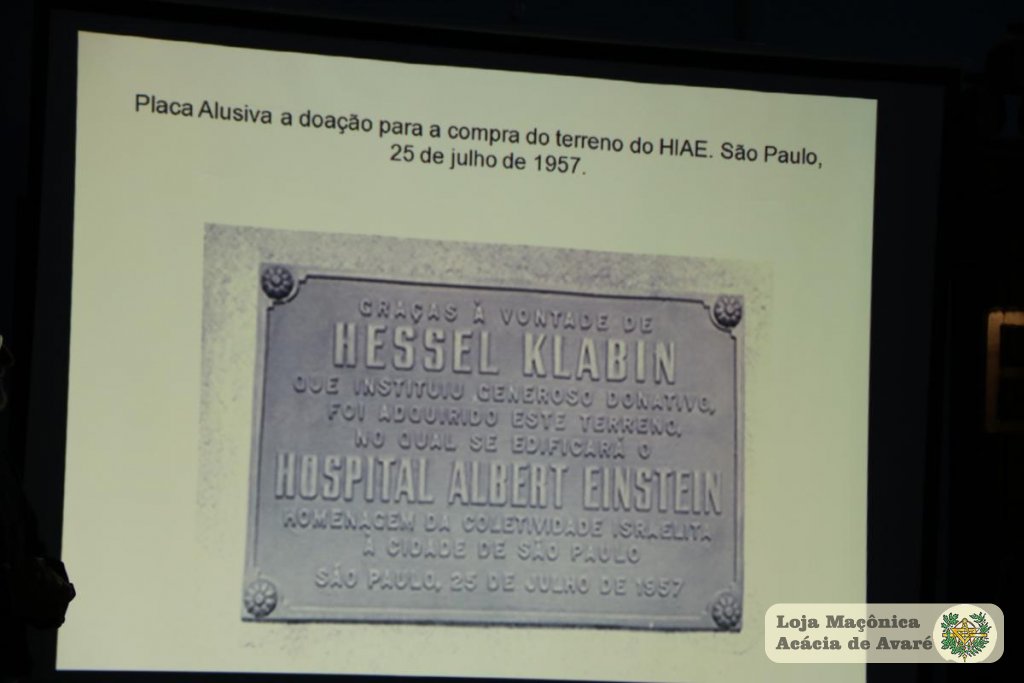 Placa Alusiva a doação para a compra do terreno do HIAE. São Paulo,
25 de julho de 1957.
GRAÇAS À VONTADE DE
HESSEL KLABIN
QUE INSTITUIU GENEROSO DONATIVO,
FOI ADQUIRIDO ESTE TERRENO,
NO QUAL SE EDIFICARÁ O
HOSPITAL ALBERT EINSTEIN
HOMENAGEM DA COLETIVIDADE ISRAELITA
À CIDADE DE SÃO PAULO
SÃO PAULO, 25 DE JULHO DE 1957
Loja Maçônica
Acácia de Avaré